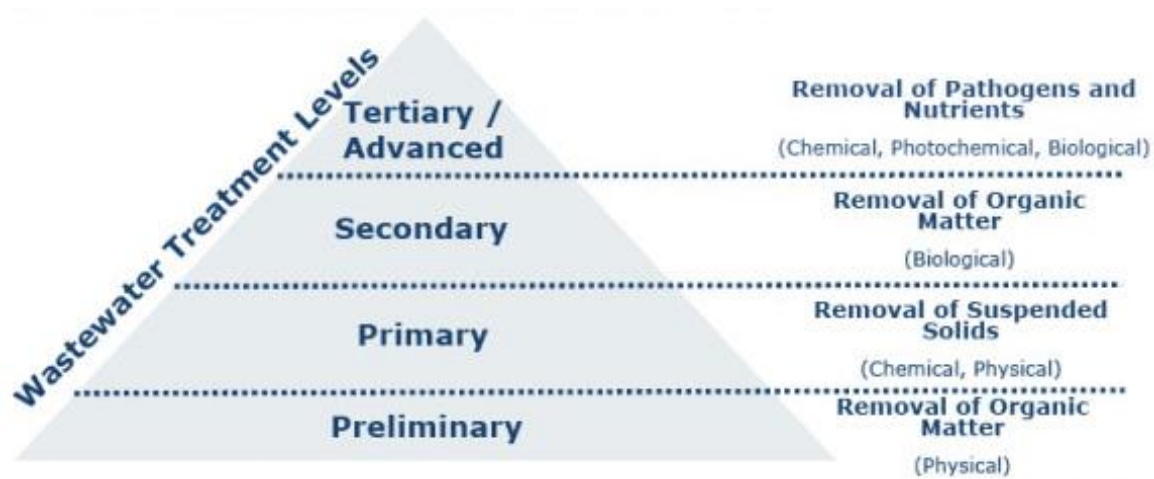 Wastewater Treatment Levels
Tertiary /
Advanced
Removal of Pathogens and
Nutrients
(Chemical, Photochemical, Biological)
Secondary
Removal of Organic
Matter
(Biological)
Primary
Removal of Suspended
Solids
(Chemical, Physical)
Preliminary
Removal of Organic
Matter
(Physical)